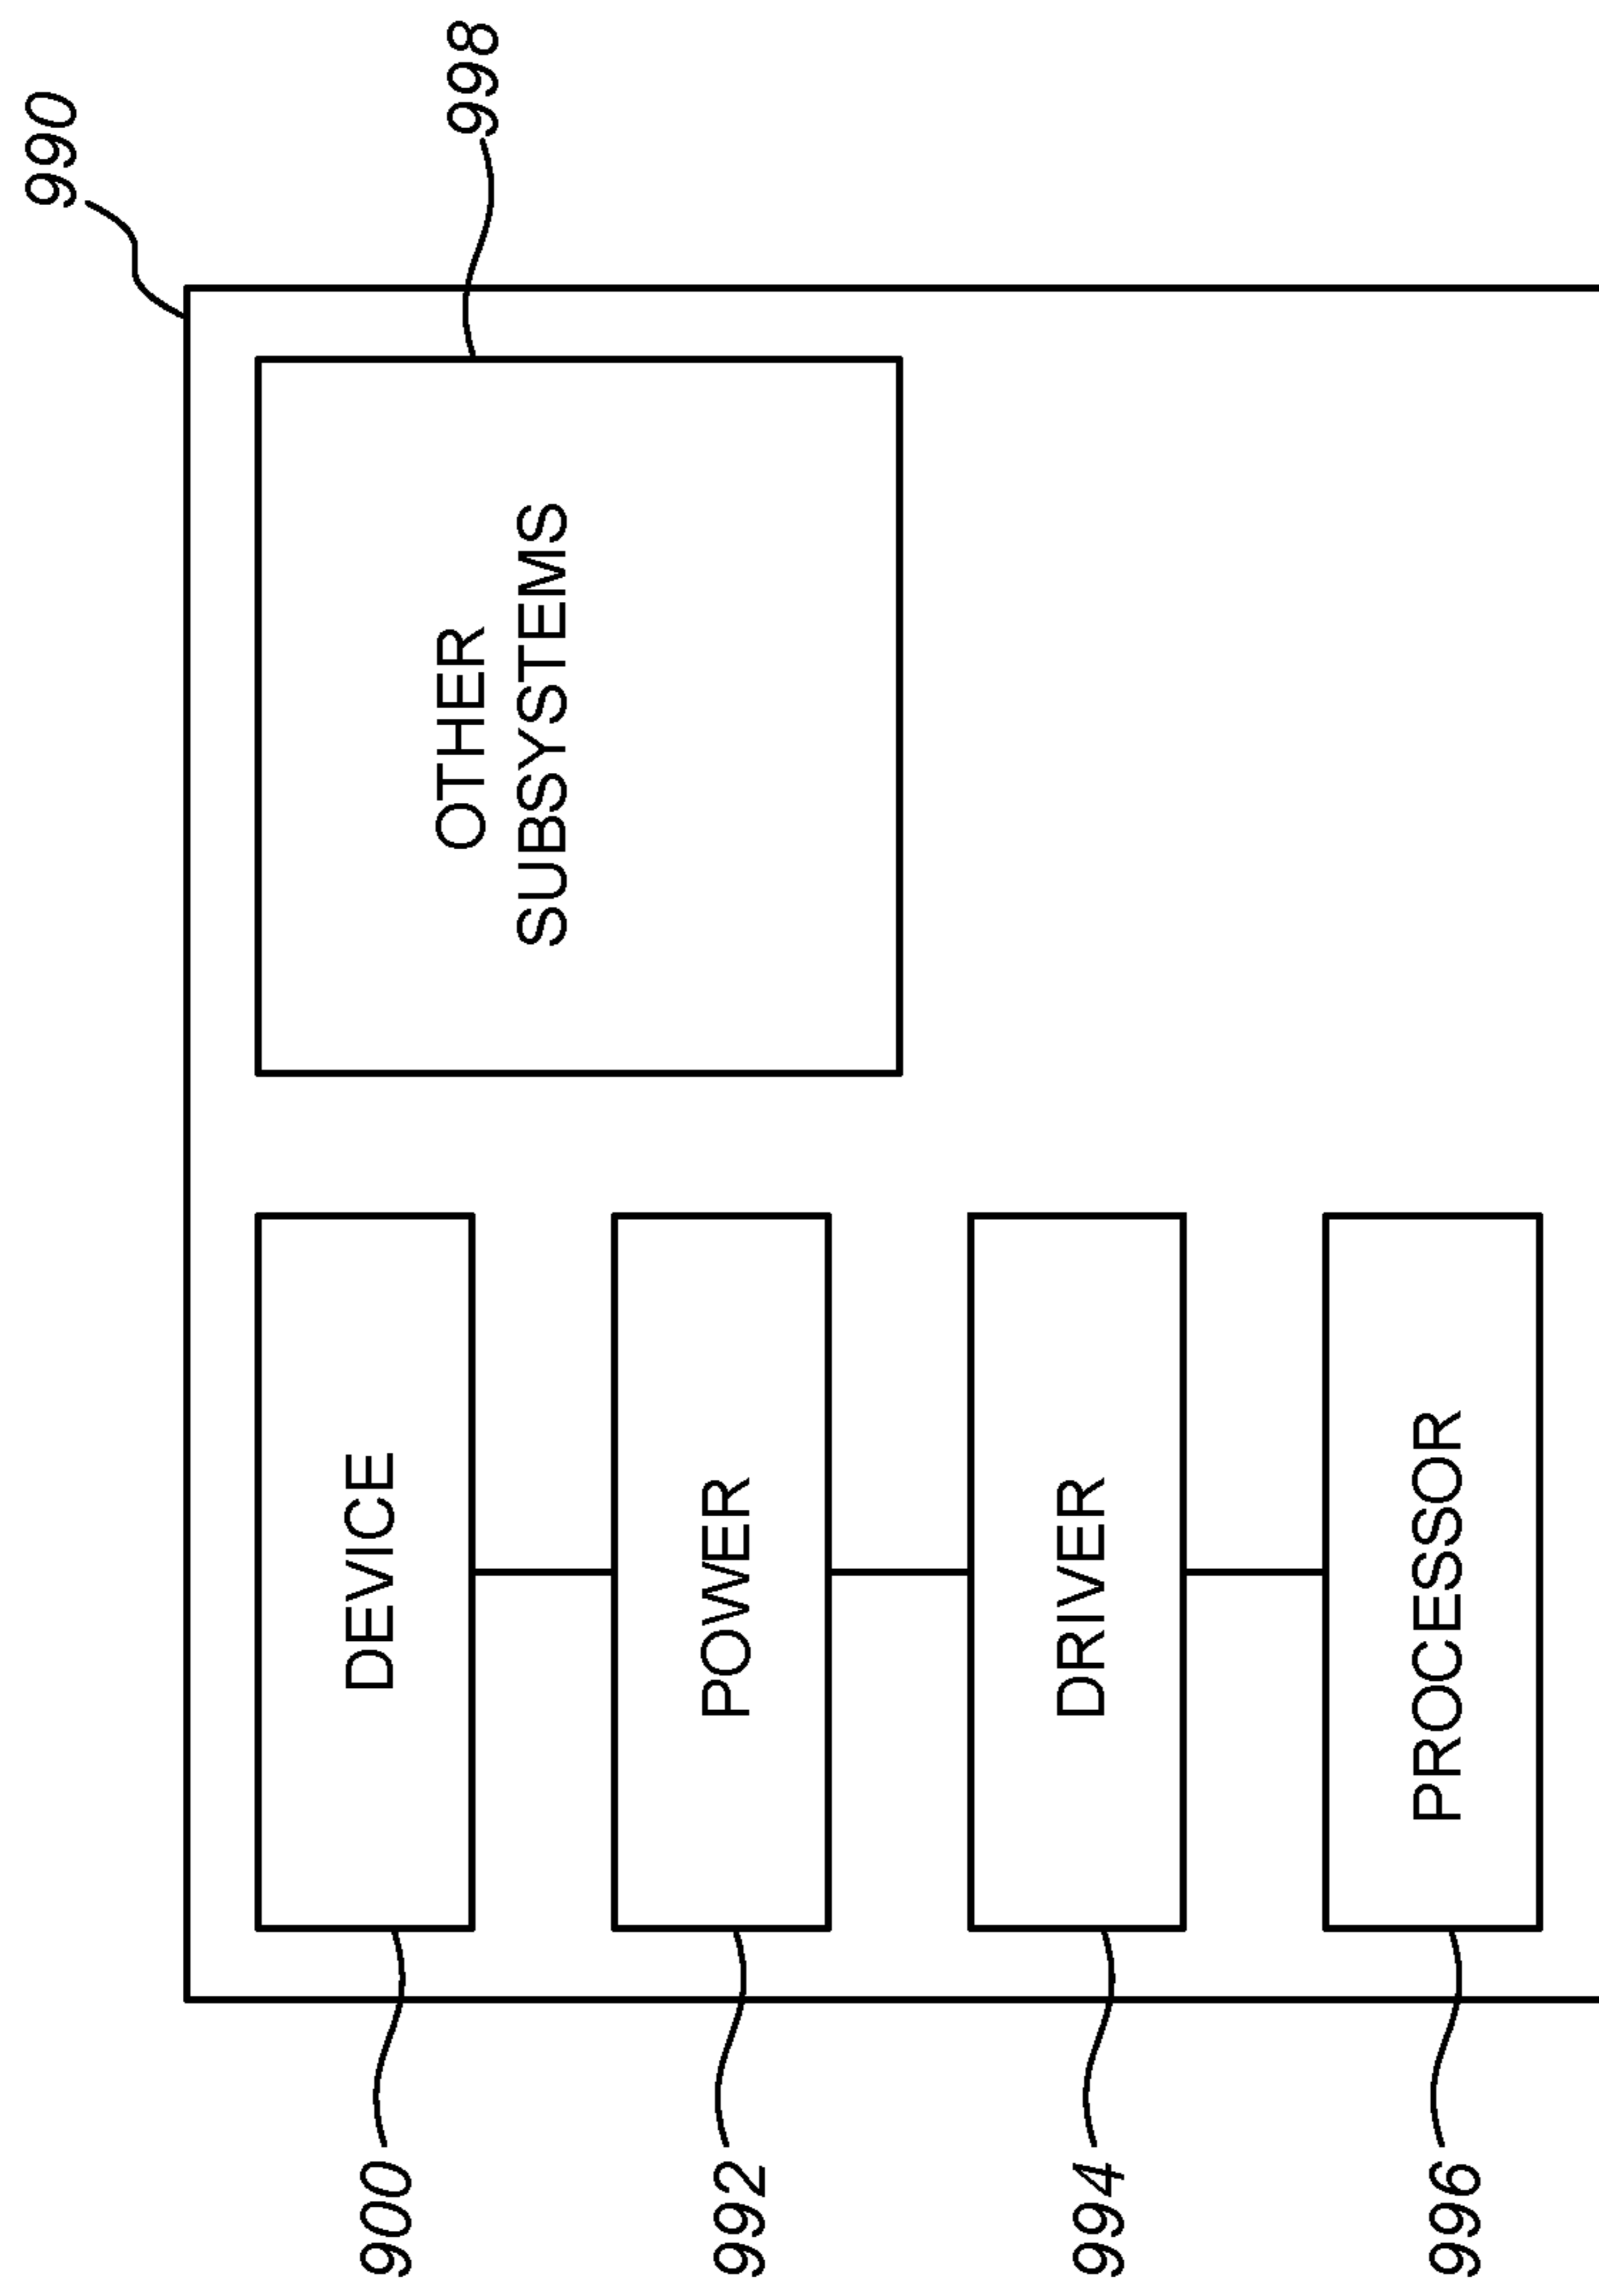 990
998
OTHER
SUBSYSTEMS
900
DEVICE
992
POWER
994
DRIVER
996
PROCESSOR